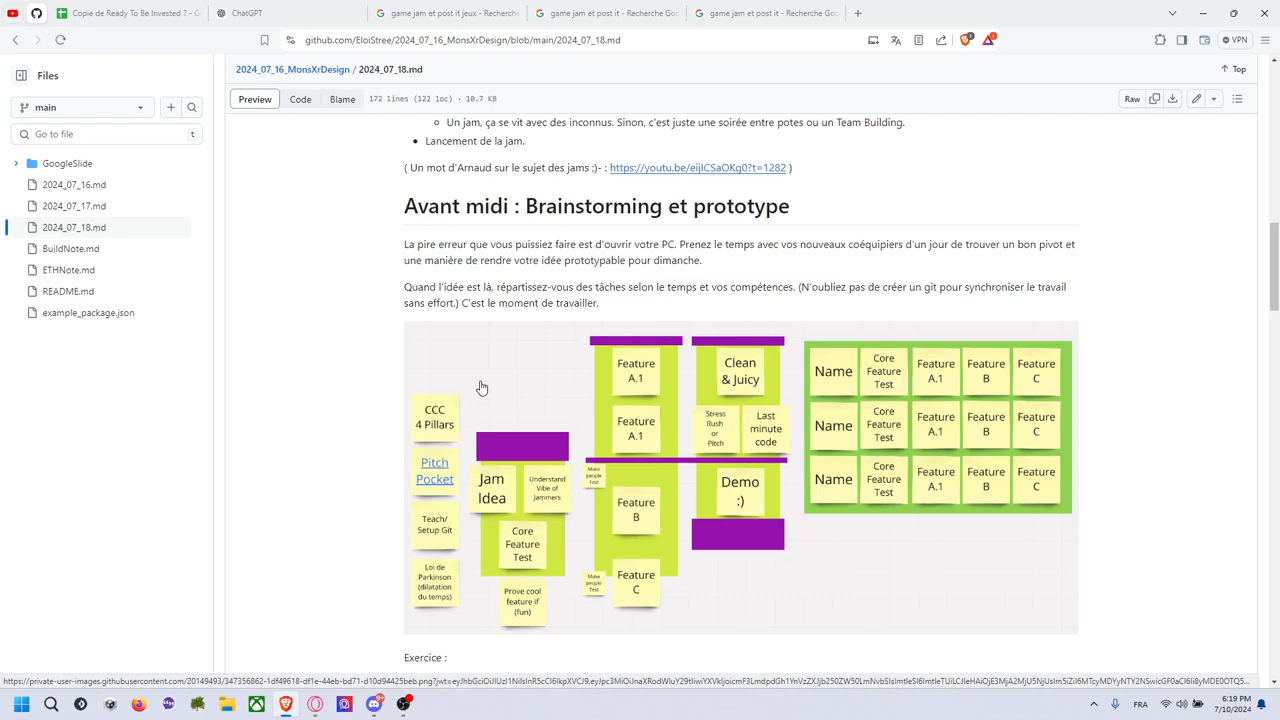 Copie de Ready To Be Invested ? - G
ChatGPT
game jam et post it jeux - Recherche
game jam et post it - Recherche Goo
game jam et post it - Recherche Goo
github.com/EloiStree/2024_07_16_MonsXrDesign/blob/main/2024_07_18.md
VPN
Files
2024_07_16_MonsXrDesign / 2024_07_18.md
Top
main
Preview
Code
Blame
172 lines (122 loc) · 10.7 KB
Raw
Go to file
t
GoogleSlide
2024_07_16.md
2024_07_17.md
2024_07_18.md
BuildNote.md
ETHNote.md
README.md
example_package.json
Un jam, ça se vit avec des inconnus. Sinon, c'est juste une soirée entre potes ou un Team Building.
Lancement de la jam.
( Un mot d'Arnaud sur le sujet des jams ;)- : https://youtu.be/eijICSaOKg0?t=1282 )
Avant midi : Brainstorming et prototype
La pire erreur que vous puissiez faire est d'ouvrir votre PC. Prenez le temps avec vos nouveaux coéquipiers d'un jour de trouver un bon pivot et
une manière de rendre votre idée prototypable pour dimanche.
Quand l'idée est là, répartissez-vous des tâches selon le temps et vos compétences. (N'oubliez pas de créer un git pour synchroniser le travail
sans effort.) C'est le moment de travailler.
CCC
4 Pillars
Pitch
Pocket
Teach/
Setup Git
Loi de
Parkinson
(dilatation
du temps)
Jam
Idea
Understand
Vibe of
Jammers
Core
Feature
Test
Prove cool
feature if
(fun)
Feature
A.1
Feature
A.1
Make
people
Test
Feature
B
Make
people
Test
Feature
C
Clean
& Juicy
Stress
Rush
or
Pitch
Last
minute
code
Demo
:)
Name
Core
Feature
Test
Feature
A.1
Feature
B
Feature
C
Name
Core
Feature
Test
Feature
A.1
Feature
B
Feature
C
Name
Core
Feature
Test
Feature
A.1
Feature
B
Feature
C
Exercice :
FRA
6:19 PM
7/10/2024